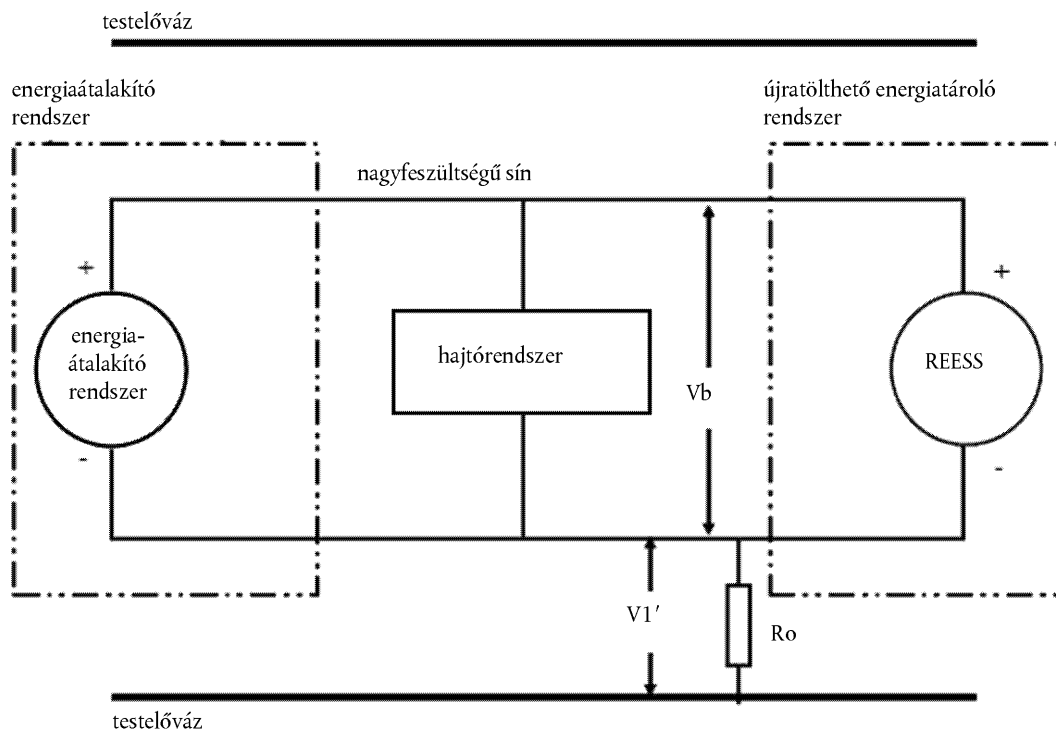 testelőváz
energiaátalakító
rendszer
újratölthető energiatároló
rendszer
nagyfeszültségű sín
+
+
energia-
átalakító
rendszer
hajtórendszer
REESS
Vb
-
-
V1′
Ro
testelőváz